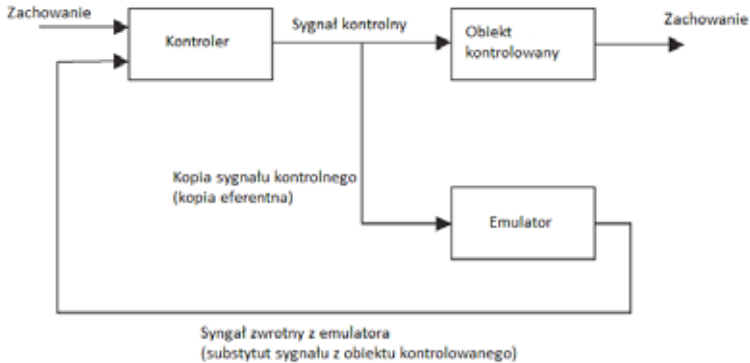 Zachowanie
Zachowanie
Sygnał kontrolny
Kontroler
Obiekt
kontrolowany
Kopia sygnału kontrolnego
(kopia eferentna)
Emulator
Syngał zwrotny z emulatora
(substytut sygnału z obiektu kontrolowanego)